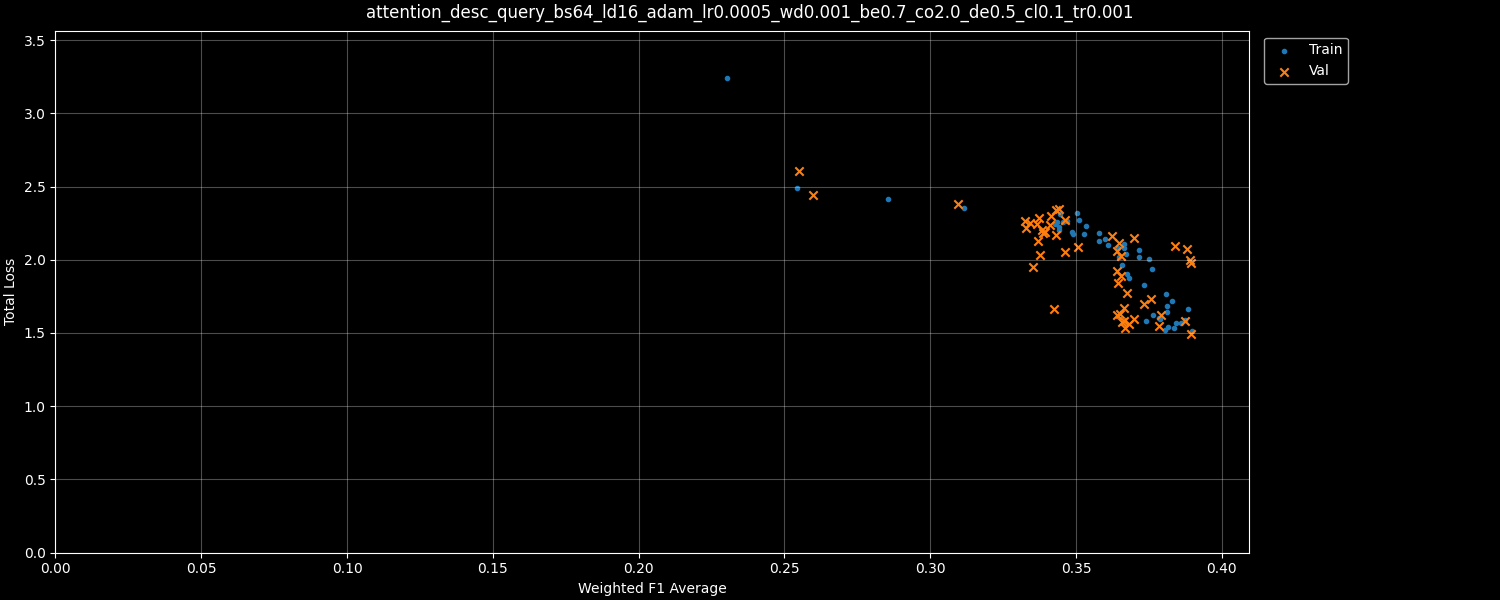 attention_desc_query_bs64_ld16_adam_lr0.0005_wd0.001_be0.7_co2.0_de0.5_cl0.1_tr0.001
3.5
3.0
2.5
2.0
1.5
1.0
0.5
0.0
Total Loss
0.00 0.05 0.10 0.15 0.20 0.25 0.30 0.35 0.40
Weighted F1 Average
Train
Val